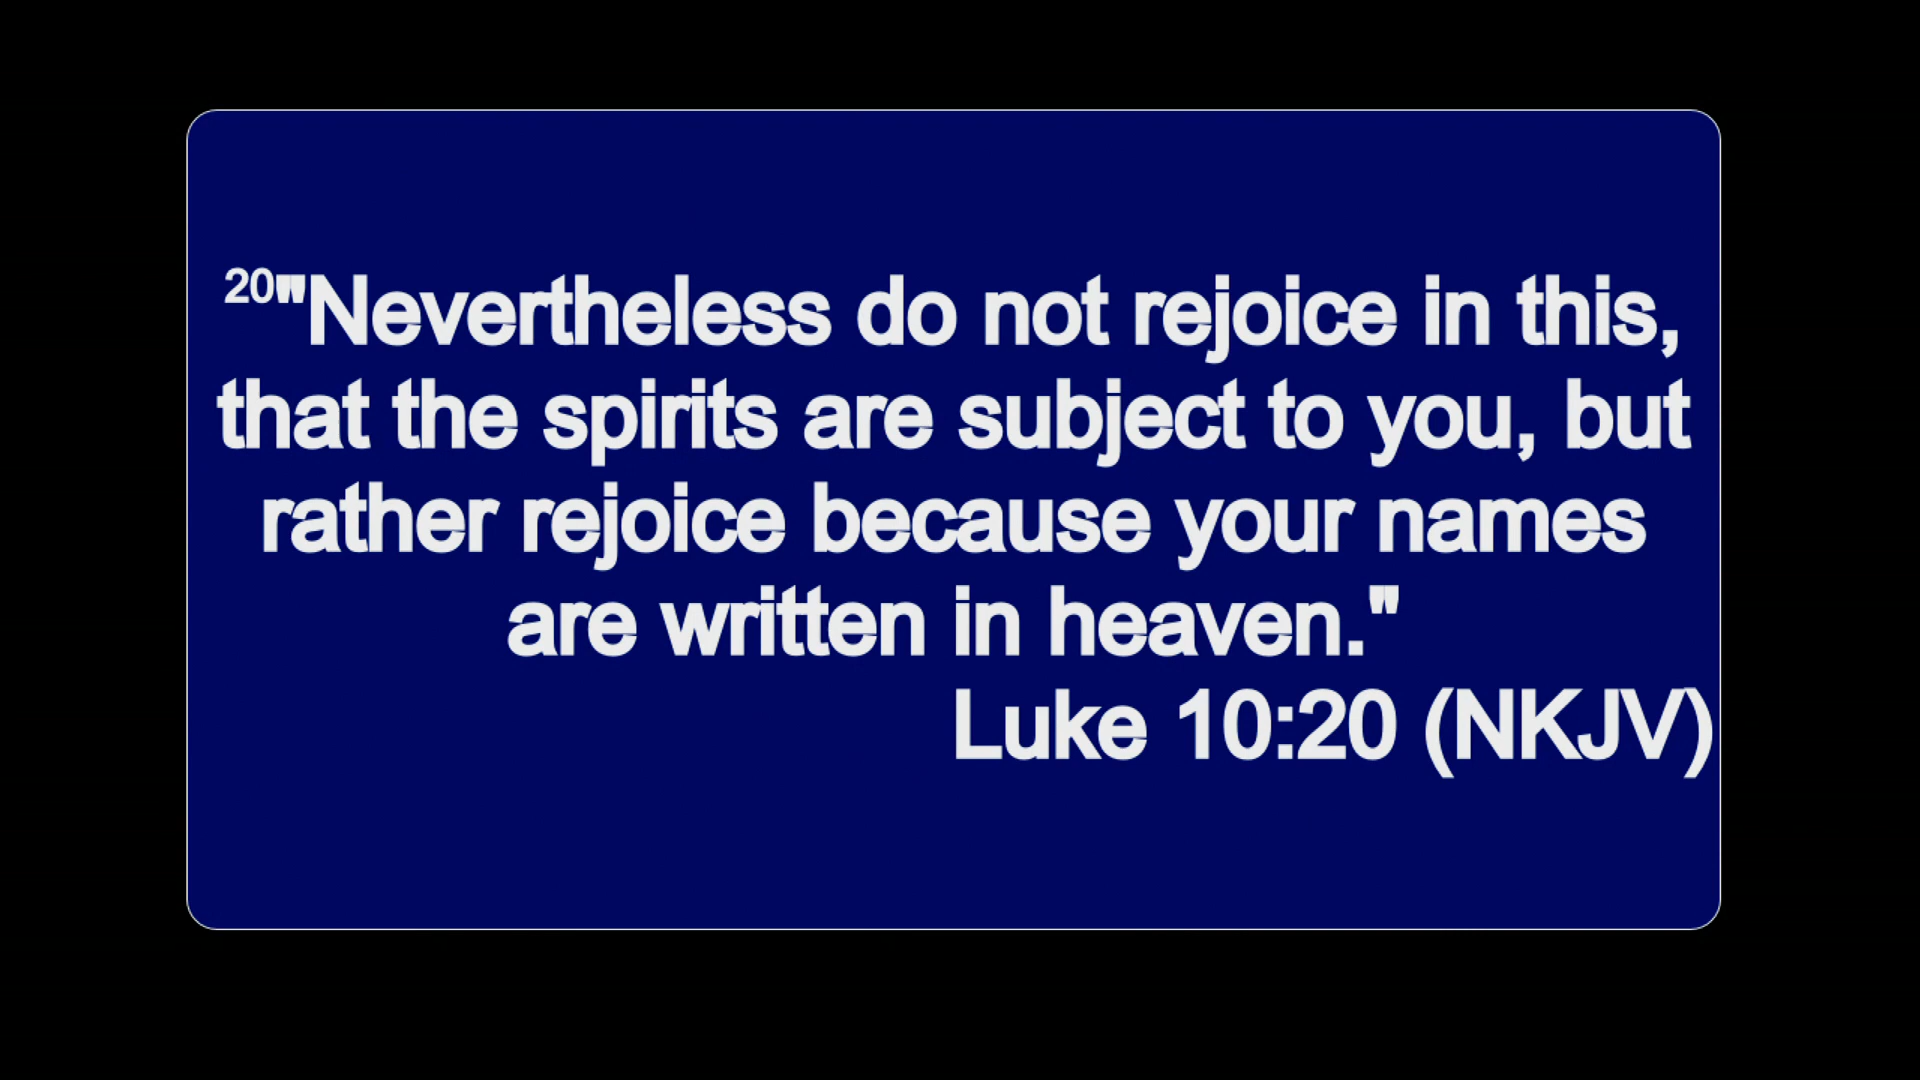 20"Nevertheless do not rejoice in this,
that the spirits are subject to you, but
rather rejoice because your names
are written in heaven."
Luke 10:20 (NKJV)